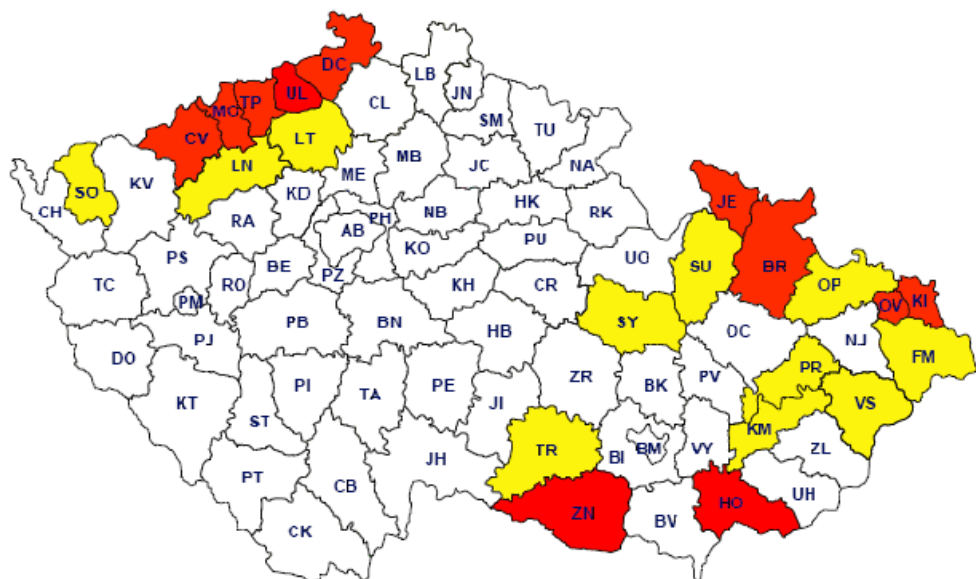 DC
LB
JN
UL
CL
TP
MO
SM
TU
CV
LT
MB
JC
NA
LN
ME
SO
KV
KD
CH
RA
PH
NB
HK
RK
JE
AB
KO
PU
UO
SU
BR
PS
BE
PZ
TC
RO
KH
CR
OP
PM
OV
KI
PB
BN
HB
SY
OC
NJ
PJ
DO
FM
KT
PI
TA
PE
ZR
BK
PV
PR
JI
VS
ST
KM
TR
BI
BM
VY
ZL
PT
JH
CB
UH
HO
ZN
BV
CK